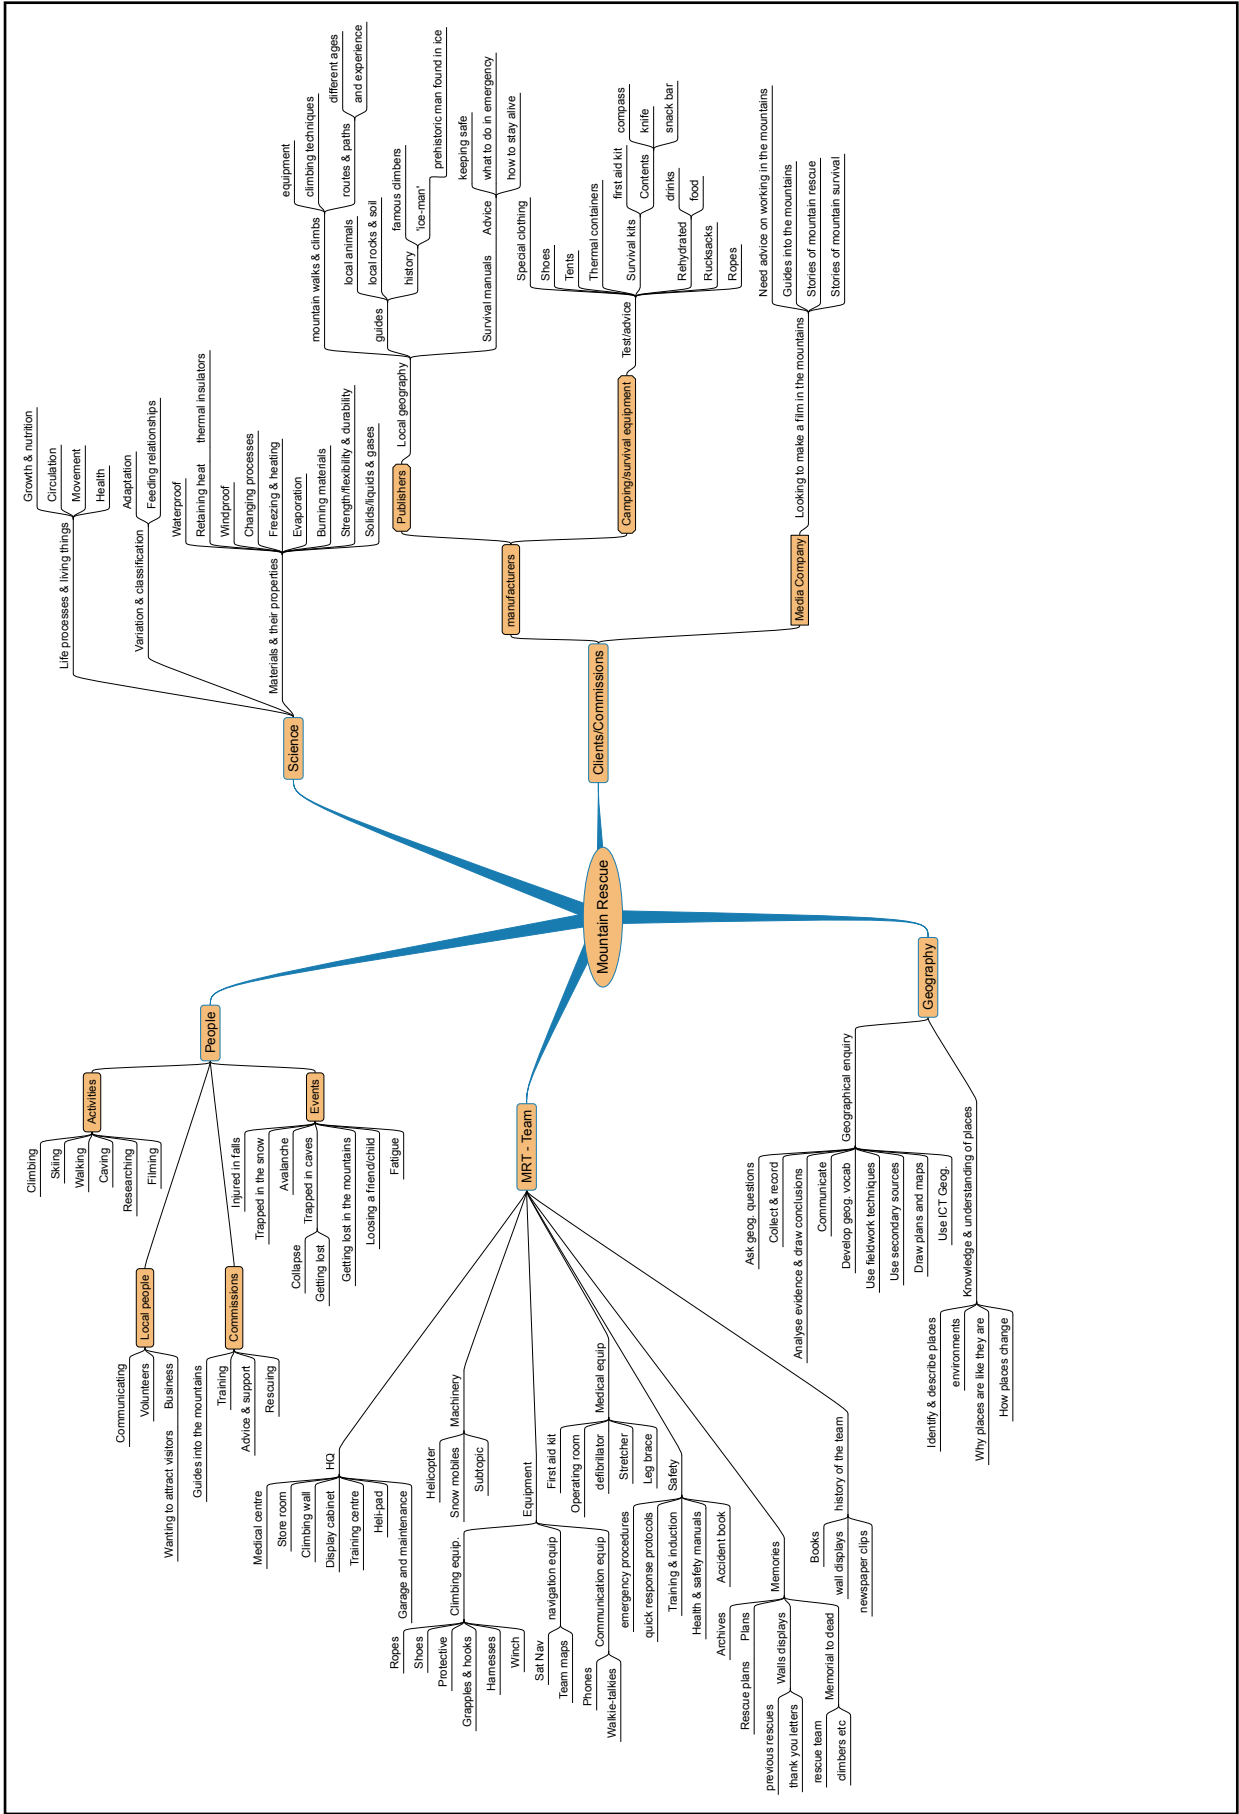 Mountain Rescue
People
Activities
Climbing
Skiing
Walking
Caving
Researching
Filming
Local people
Communicating
Volunteers
Business
Wanting to attract visitors
Commissions
Guides into the mountains
Training
Advice & support
Rescuing
Events
Injured in falls
Trapped in the snow
Avalanche
Trapped in caves
Collapse
Getting lost
Getting lost in the mountains
Loosing a friend/child
Fatigue
MRT - Team
HQ
Medical centre
Store room
Climbing wall
Display cabinet
Training centre
Heli-pad
Garage and maintenance
Machinery
Helicopter
Snow mobiles
Subtopic
Equipment
Climbing equip.
Ropes
Shoes
Protective
Grapples & hooks
Harnesses
Winch
navigation equip
Sat Nav
Team maps
Communication equip
Phones
Walkie-talkies
Medical equip
First aid kit
Operating room
defibrillator
Stretcher
Leg brace
Safety
emergency procedures
quick response protocols
Training & induction
Health & safety manuals
Accident book
Memories
Archives
Plans
Rescue plans
Walls displays
previous rescues
thank you letters
Memorial to dead
rescue team
climbers etc
history of the team
Books
wall displays
newspaper clips
Science
Life processes & living things
Growth & nutrition
Circulation
Movement
Health
Variation & classification
Adaptation
Feeding relationships
Materials & their properties
Waterproof
Retaining heat
thermal insulators
Windproof
Changing processes
Freezing & heating
Evaporation
Burning materials
Strength/flexibility & durability
Solids/liquids & gases
Clients/Commissions
manufacturers
Publishers
Local geography
mountain walks & climbs
equipment
climbing techniques
routes & paths
different ages
and experience
guides
local animals
local rocks & soil
history
famous climbers
'ice-man'
prehistoric man found in ice
Survival manuals
Advice
keeping safe
what to do in emergency
how to stay alive
Camping/survival equipment
Test/advice
Special clothing
Shoes
Tents
Thermal containers
Survival kits
first aid kit
Contents
compass
knife
snack bar
Rehydrated
drinks
food
Rucksacks
Ropes
Media Company
Looking to make a film in the mountains
Need advice on working in the mountains
Guides into the mountains
Stories of mountain rescue
Stories of mountain survival
Geography
Geographical enquiry
Ask geog. questions
Collect & record
Analyse evidence & draw conclusions
Communicate
Develop geog. vocab
Use fieldwork techniques
Use secondary sources
Draw plans and maps
Use ICT Geog.
Knowledge & understanding of places
Identify & describe places
environments
Why places are like they are
How places change